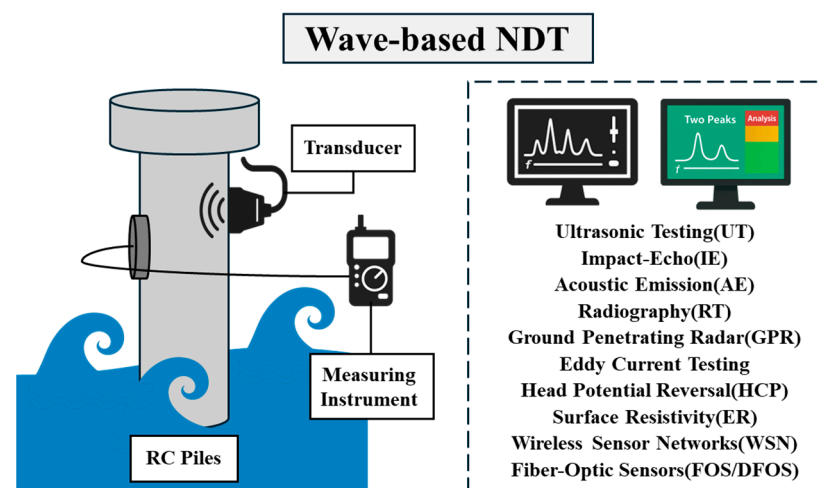 Wave-based NDT
Transducer
Measuring
Instrument
RC Piles
f
Two Peaks
Analysis
f
Ultrasonic Testing(UT)
Impact-Echo(IE)
Acoustic Emission(AE)
Radiography(RT)
Ground Penetrating Radar(GPR)
Eddy Current Testing
Head Potential Reversal(HCP)
Surface Resistivity(ER)
Wireless Sensor Networks(WSN)
Fiber-Optic Sensors(FOS/DFOS)